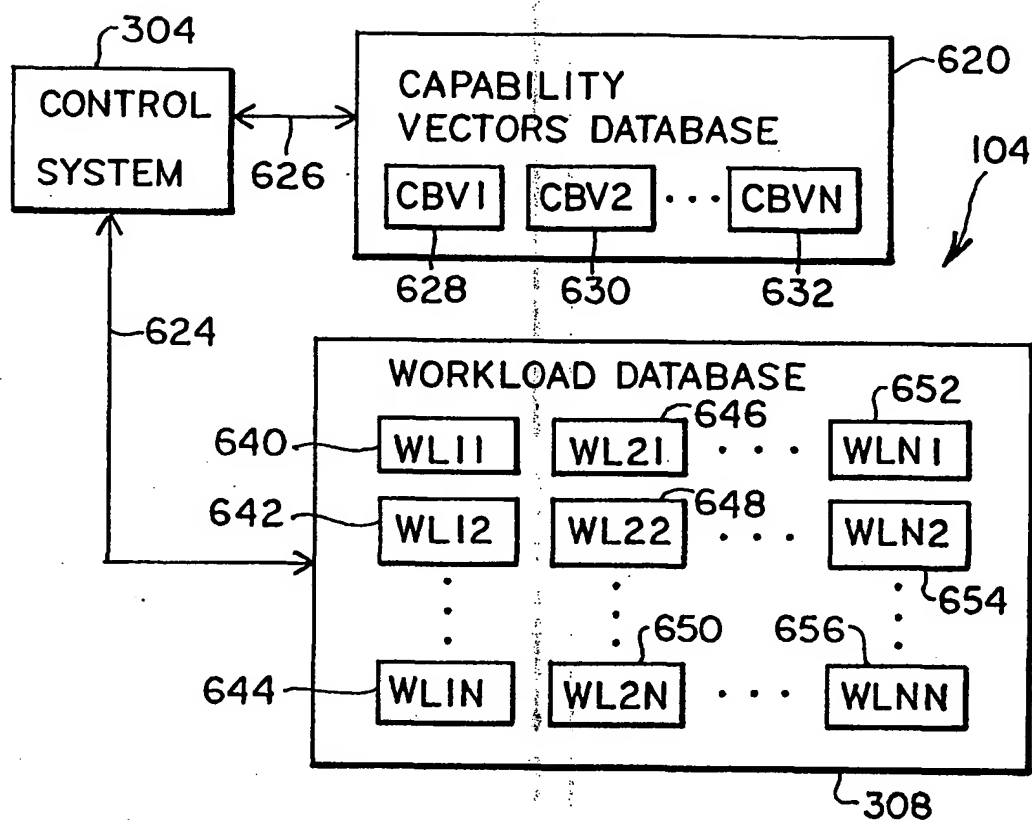 304
CONTROL
SYSTEM
626
CAPABILITY
VECTORS DATABASE
620
CBV1
CBV2
CBVN
628
630
632
104
624
WORKLOAD DATABASE
640
WL11
646
WL21
652
WLN1
642
WL12
648
WL22
WLN2
654
644
WL1N
650
WL2N
656
WLNN
308